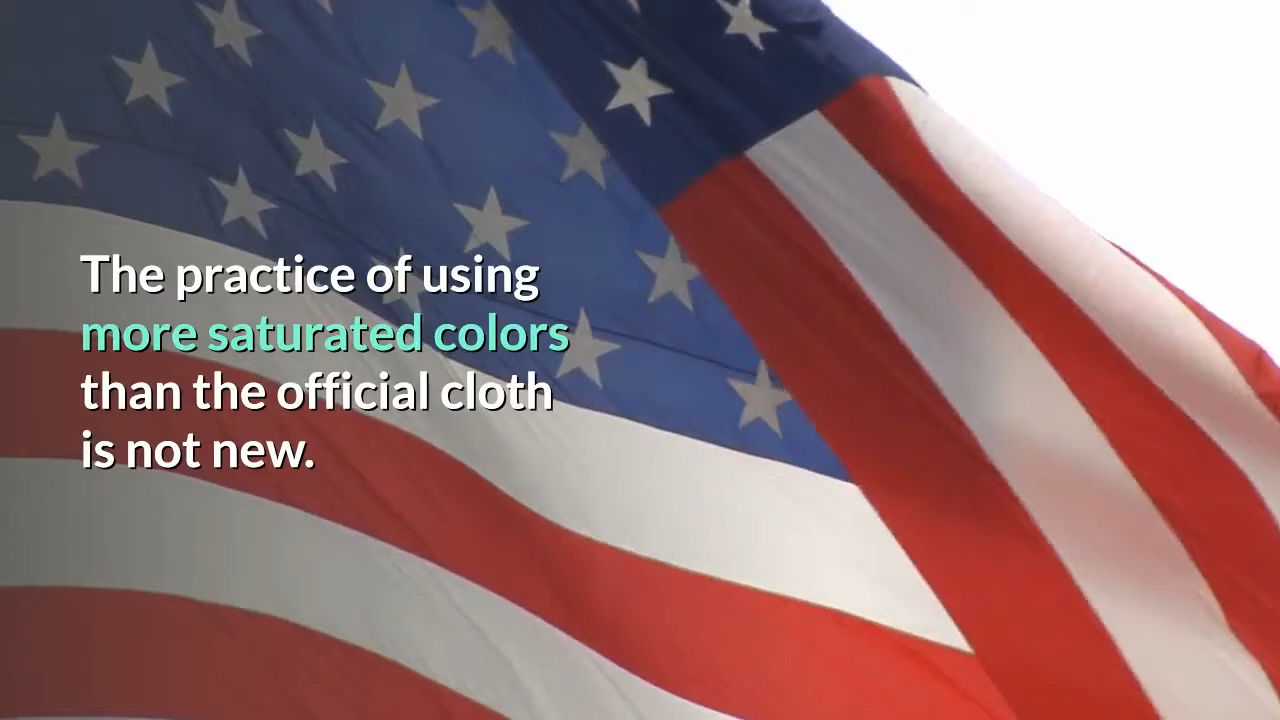 The practice of using
more saturated colors
than the official cloth
is not new.